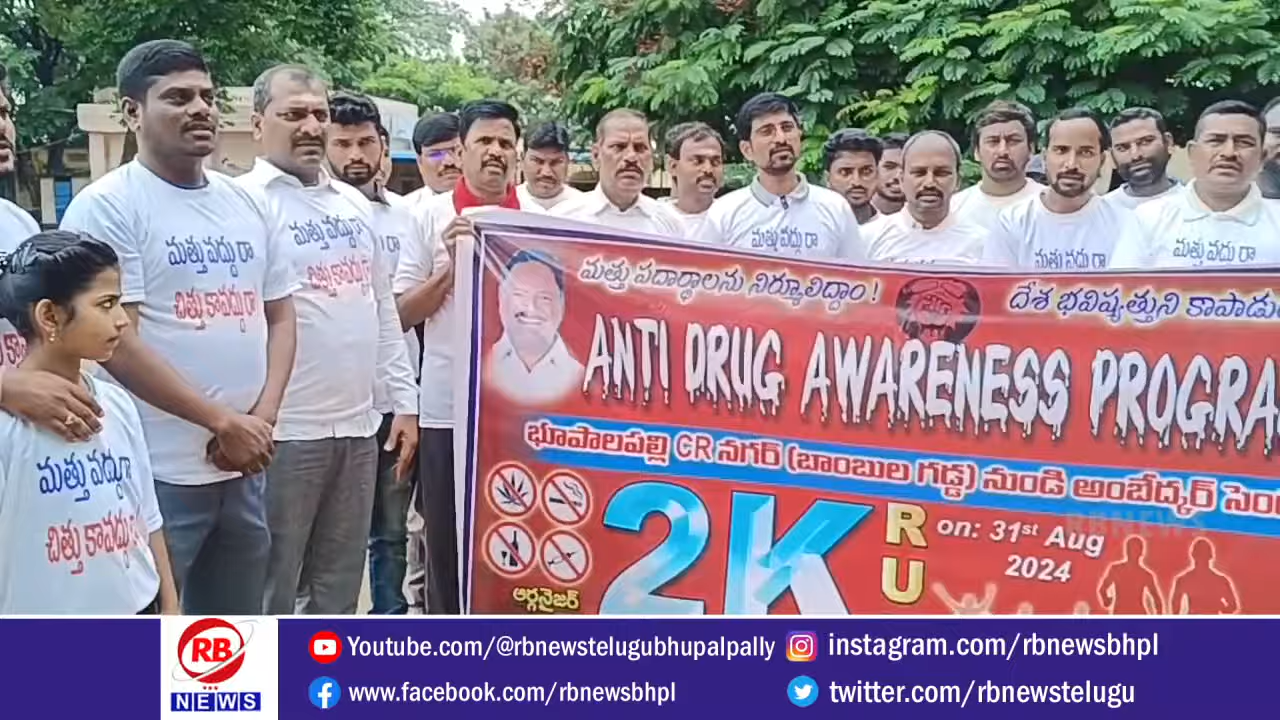 మత్తు వద్దు రా
చిత్తు కావద్దు రా
మత్తు వద్దు రా
చిత్తు కావద్దు రా
మత్తు వద్దు రా
మత్తు వదు రా
మత్తు వదు రా
మత్తు వద్దు రా
చిత్తు కావద్దు రా
మత్తు పదార్థాలను నిర్మూలిద్దాం !
దేశ భవిష్యత్తుని కాపాడు
ANTI DRUG AWARENESS PROGRA
భూపాలపల్లి CR నగర్ (బాంబుల గడ్డ) నుండి అంబేద్కర్ సెం
2K
RU
on: 31st Aug
2024
ఆర్గనైజర్
RBNEWS
RB
NEWS
Youtube.com/@rbnewstelugubhupalpally
instagram.com/rbnewsbhpl
www.facebook.com/rbnewsbhpl
twitter.com/rbnewstelugu